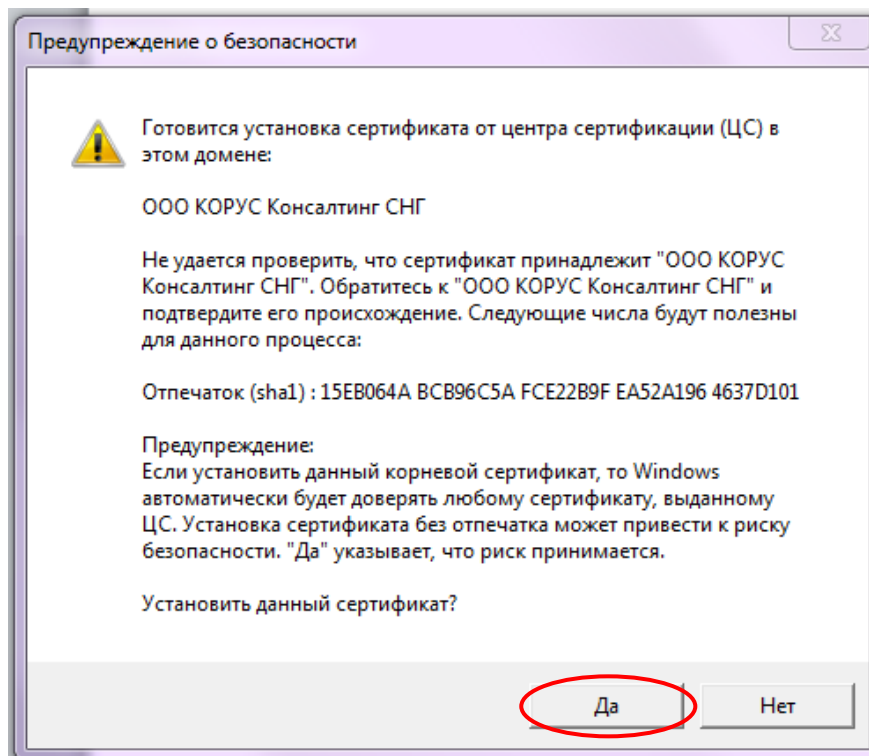 Предупреждение о безопасности
Готовится установка сертификата от центра сертификации (ЦС) в
этом домене:
ООО КОРУС Консалтинг СНГ
Не удается проверить, что сертификат принадлежит "ООО КОРУС
Консалтинг СНГ". Обратитесь к "ООО КОРУС Консалтинг СНГ" и
подтвердите его происхождение. Следующие числа будут полезны
для данного процесса:
Отпечаток (sha1) : 15EB064A BCB96C5A FCE22B9F EA52A196 4637D101
Предупреждение:
Если установить данный корневой сертификат, то Windows
автоматически будет доверять любому сертификату, выданному
ЦС. Установка сертификата без отпечатка может привести к риску
безопасности. "Да" указывает, что риск принимается.
Установить данный сертификат?
Да
Нет